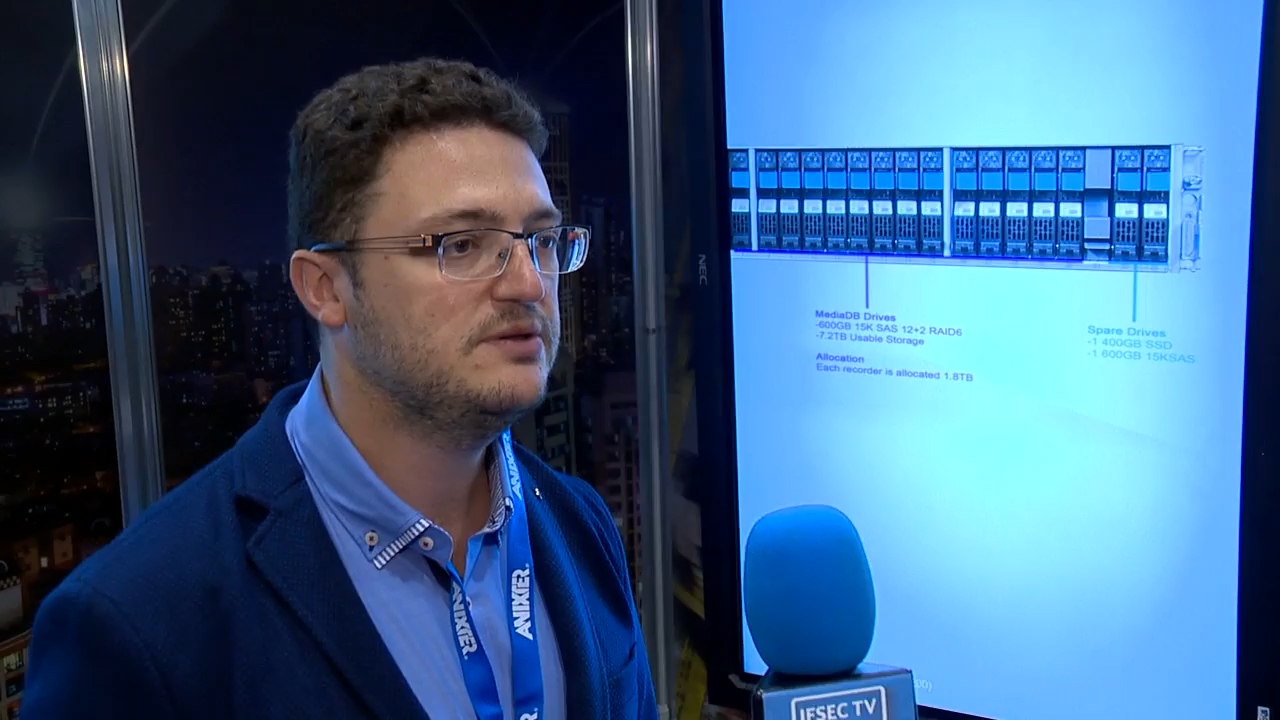 NEC
MediaDB Drives
-600GB 15K SAS 12+2 RAID6
-7.2TB Usable Storage
Allocation
Each recorder is allocated 1.8TB
Spare Drives
-1 400GB SSD
-1 600GB 15KSAS
ANIXTER
ANIXTER
ANIXTER
IFSEC TV